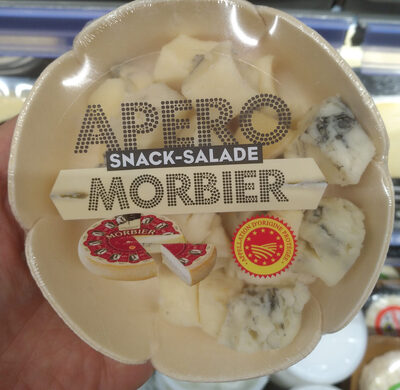 APERO
SNACK-SALADE
MORBIER
MORBIER
APPELLATION D'ORIGINE PROTÉGÉE